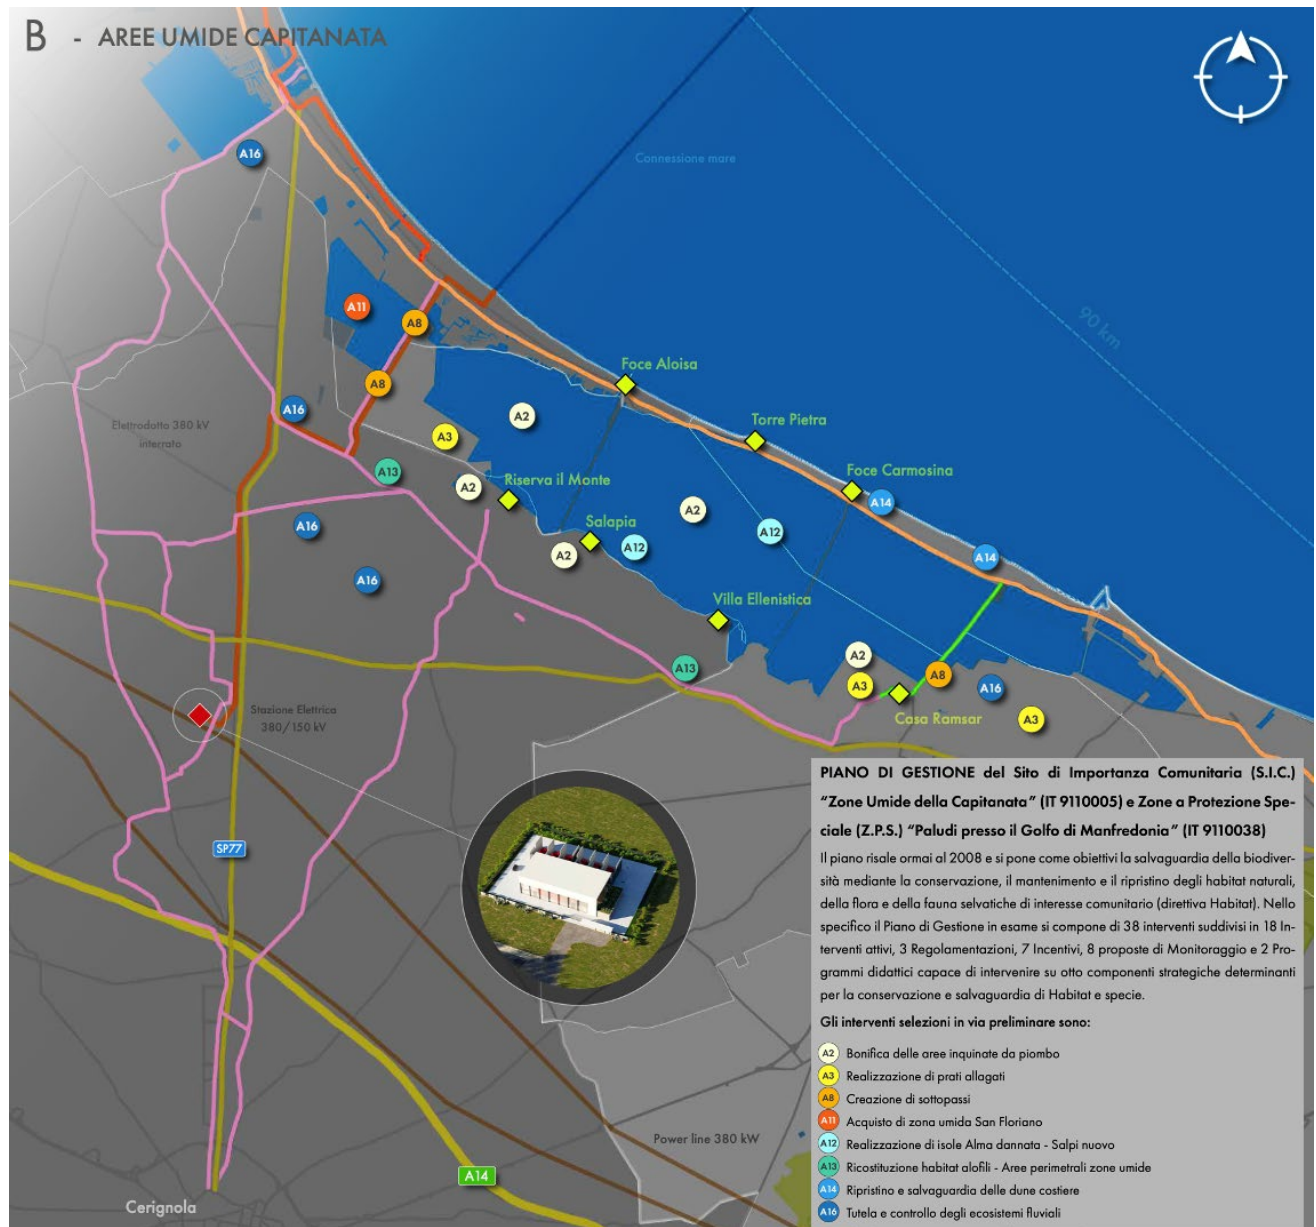 B - AREE UMIDE CAPITANATA
Connessione mare
A16
90 km
A11
A8
Foce Aloisa
A8
A16
A2
Torre Pietra
Elettrodotto 380 kV
interrato
A3
Foce Carmosina
A13
A2
Riserva il Monte
A14
A2
A16
Salapia
A12
A2
A12
A14
A16
Villa Ellenistica
A2
A13
A8
A3
A16
Casa Ramsar
A3
Stazione Elettrica
380/150 kV
SP77
Power line 380 kW
A14
Cerignola
PIANO DI GESTIONE del Sito di Importanza Comunitaria (S.I.C.)
“Zone Umide della Capitanata” (IT 9110005) e Zone a Protezione Spe-
ciale (Z.P.S.) “Paludi presso il Golfo di Manfredonia” (IT 9110038)
Il piano risale ormai al 2008 e si pone come obiettivi la salvaguardia della biodiver-
sità mediante la conservazione, il mantenimento e il ripristino degli habitat naturali,
della flora e della fauna selvatiche di interesse comunitario (direttiva Habitat). Nello
specifico il Piano di Gestione in esame si compone di 38 interventi suddivisi in 18 In-
terventi attivi, 3 Regolamentazioni, 7 Incentivi, 8 proposte di Monitoraggio e 2 Pro-
grammi didattici capace di intervenire su otto componenti strategiche determinanti
per la conservazione e salvaguardia di Habitat e specie.
Gli interventi selezioni in via preliminare sono:
A2 Bonifica delle aree inquinate da piombo
A3 Realizzazione di prati allagati
A8 Creazione di sottopassi
A11 Acquisto di zona umida San Floriano
A12 Realizzazione di isole Alma dannata - Salpi nuovo
A13 Ricostituzione habitat alofili - Aree perimetrali zone umide
A14 Ripristino e salvaguardia delle dune costiere
A16 Tutela e controllo degli ecosistemi fluviali